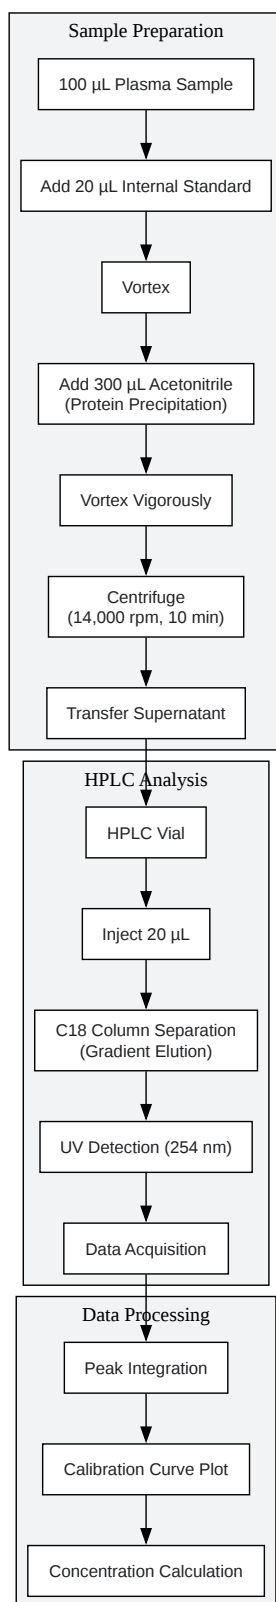 Sample Preparation
100 µL Plasma Sample
Add 20 µL Internal Standard
Vortex
Add 300 µL Acetonitrile
(Protein Precipitation)
Vortex Vigorously
Centrifuge
(14,000 rpm, 10 min)
Transfer Supernatant
HPLC Analysis
HPLC Vial
Inject 20 µL
C18 Column Separation
(Gradient Elution)
UV Detection (254 nm)
Data Acquisition
Data Processing
Peak Integration
Calibration Curve Plot
Concentration Calculation